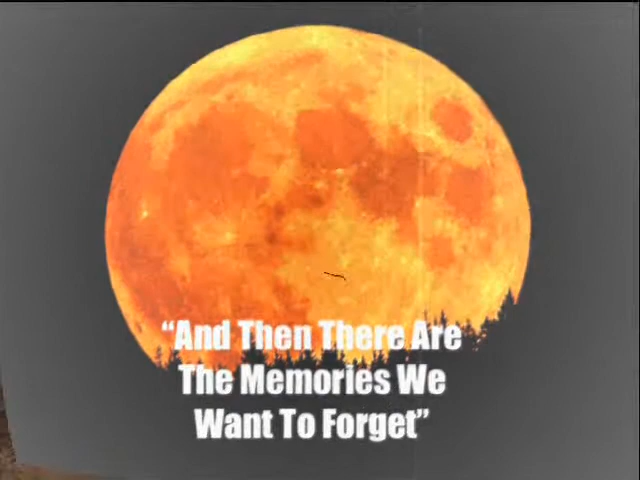 “And Then There Are
The Memories We
Want To Forget”